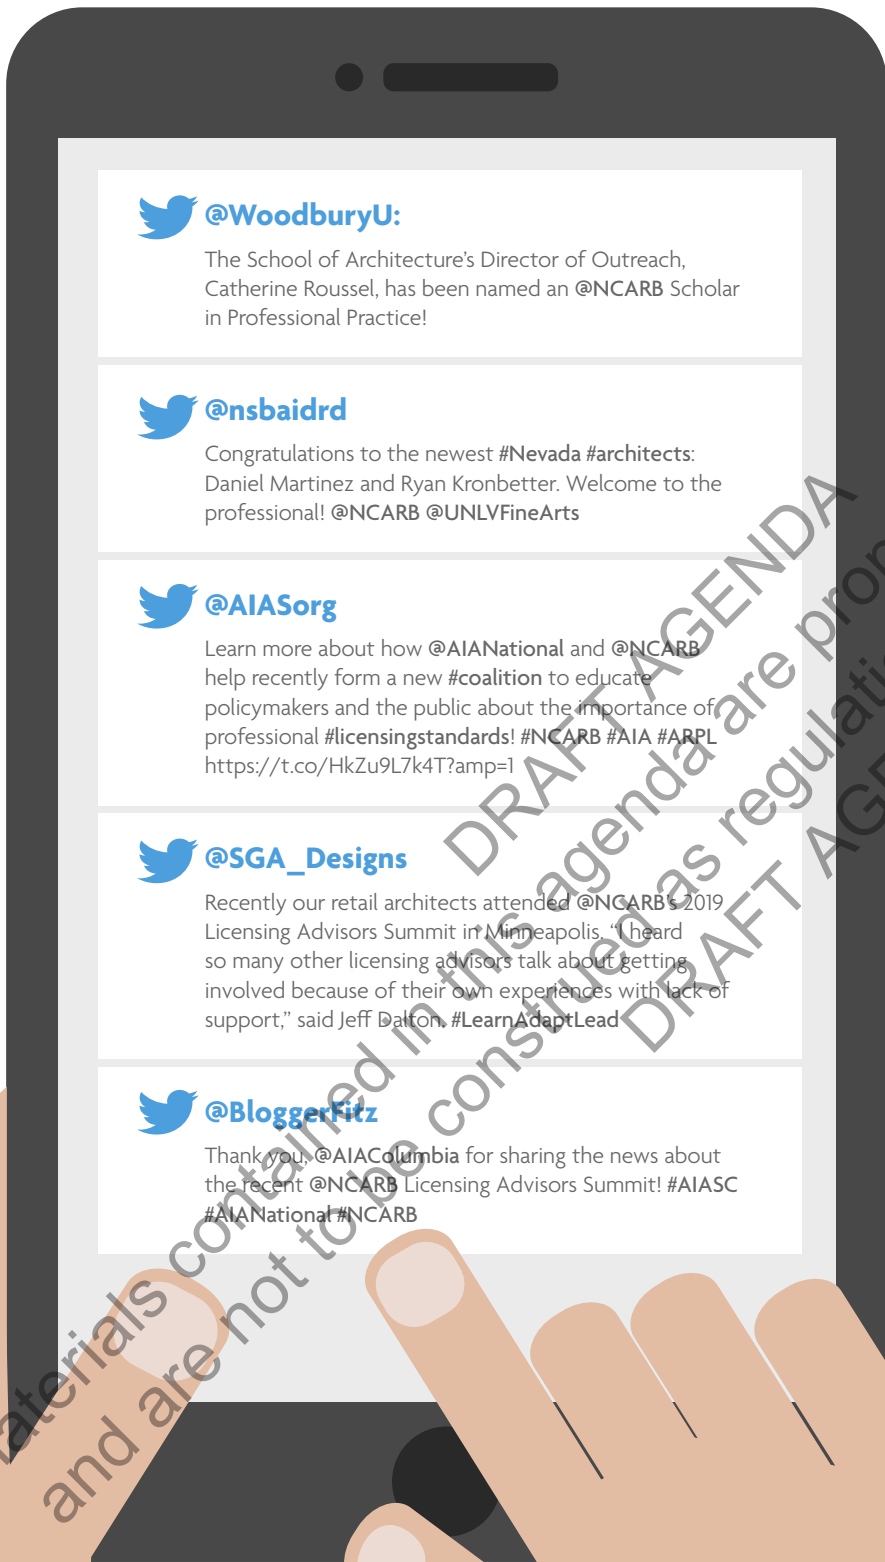 @WoodburyU:
The School of Architecture’s Director of Outreach,
Catherine Roussel, has been named an @NCARB Scholar
in Professional Practice!
@nsbaidrd
Congratulations to the newest #Nevada #architects:
Daniel Martinez and Ryan Kronbetter. Welcome to the
professional! @NCARB @UNLVFineArts
@AIASorg
Learn more about how @AIANational and @NCARB
help recently form a new #coalition to educate
policymakers and the public about the importance of
professional #licensingstandards! #NCARB #AIA #ARPL
https://t.co/HkZu9L7k4T?amp=1
@SGA_Designs
Recently our retail architects attended @NCARB’s 2019
Licensing Advisors Summit in Minneapolis. “I heard
so many other licensing advisors talk about getting
involved because of their own experiences with lack of
support,” said Jeff Dalton. #LearnAdaptLead
@BloggerFitz
Thank you, @AIAColumbia for sharing the news about
the recent @NCARB Licensing Advisors Summit! #AIASC
#AIANational #NCARB
DRAFT AGENDA
contained in this agenda are
and are not to be construed as
DRAFT